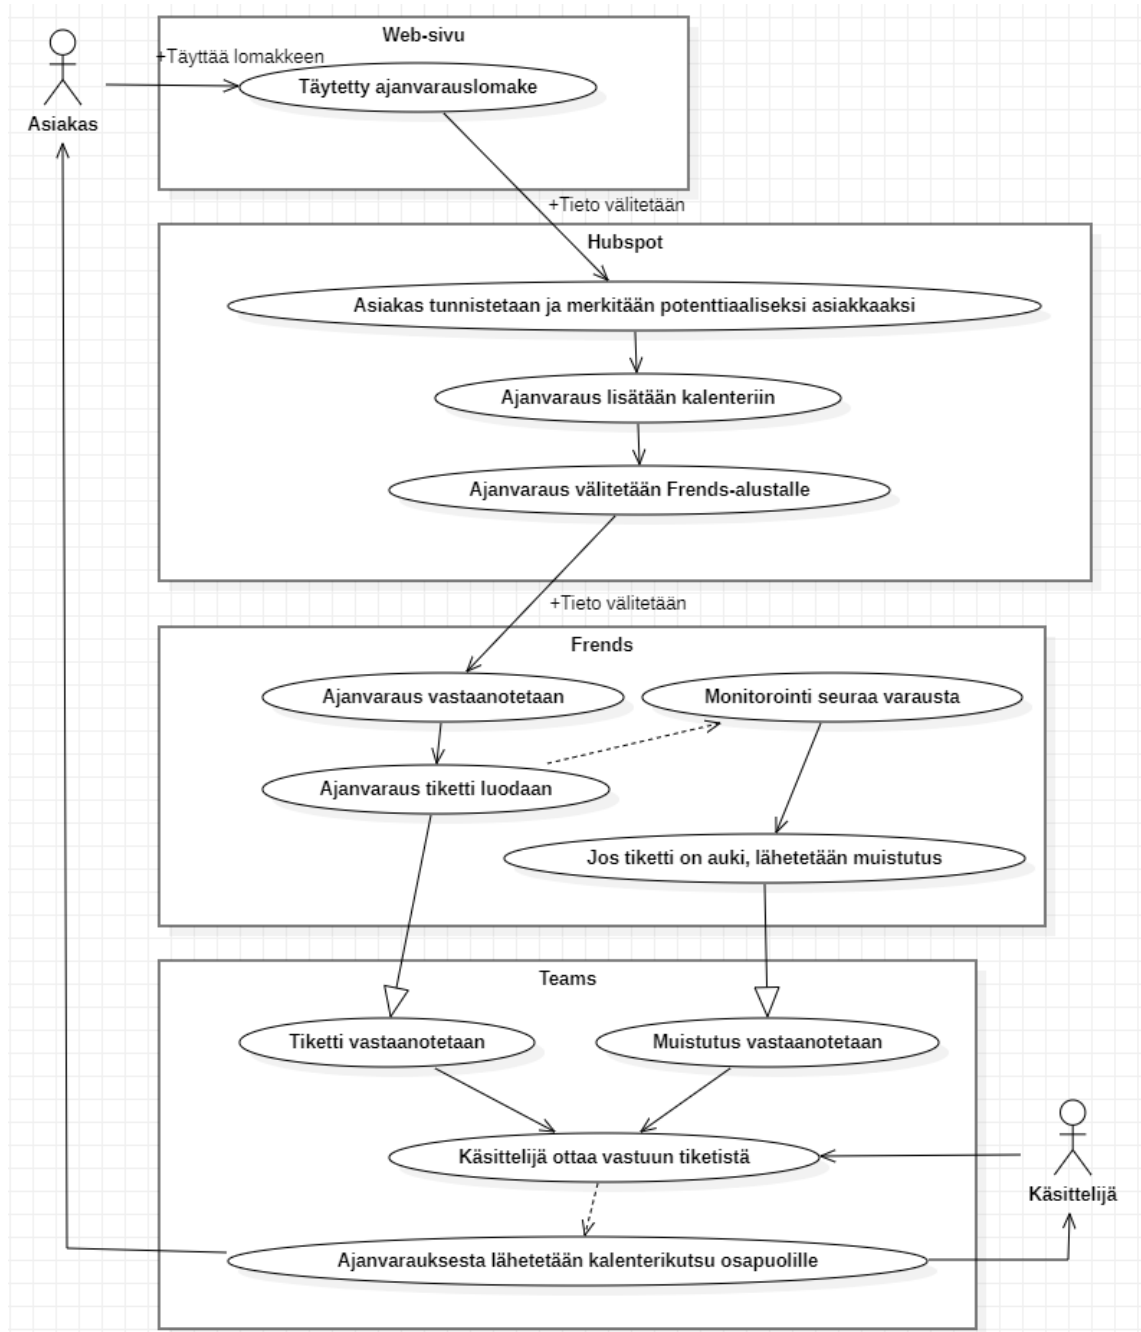 Web-sivu
+Täyttää lomakkeen
Täytetty ajanvarauslomake
Asiakas
+Tieto välitetään
Hubspot
Asiakas tunnistetaan ja merkitään potenttiaaliseksi asiakkaaksi
Ajanvaraus lisätään kalenteriin
Ajanvaraus välitetään Frends-alustalle
+Tieto välitetään
Frends
Ajanvaraus vastaanotetaan
Monitorointi seuraa varausta
Ajanvaraus tiketti luodaan
Jos tiketti on auki, lähetetään muistutus
Teams
Tiketti vastaanotetaan
Muistutus vastaanotetaan
Käsittelijä ottaa vastuun tiketistä
Käsittelijä
Ajanvarauksesta lähetetään kalenterikutsu osapuolille